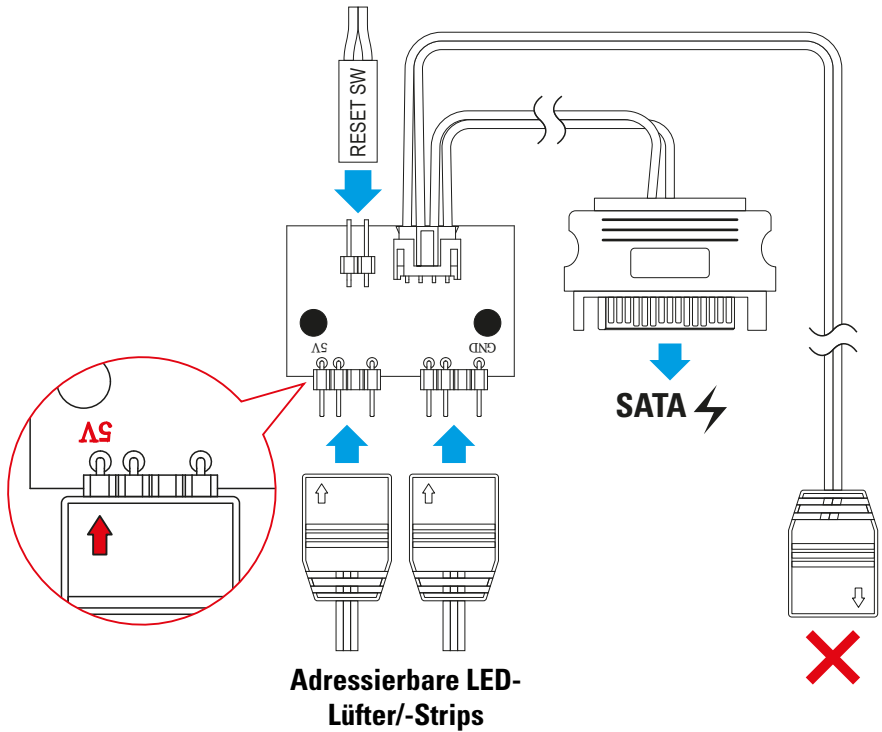 RESET SW
5V
GND
SATA
5V
Adressierbare LED-
Lüfter/-Strips